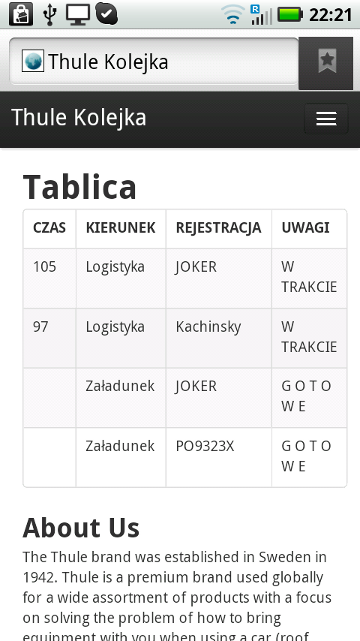 22:21
Thule Kolejka
Thule Kolejka
Tablica
CZAS KIERUNEK REJESTRACJA UWAGI
105 Logistyka JOKER W
TRAKCIE
97 Logistyka Kachinsky W
TRAKCIE
Załadunek JOKER G O T O
W E
Załadunek PO9323X G O T O
W E
About Us
The Thule brand was established in Sweden in
1942. Thule is a premium brand used globally
for a wide assortment of products with a focus
on solving the problem of how to bring
equipment with you when using a car (roof